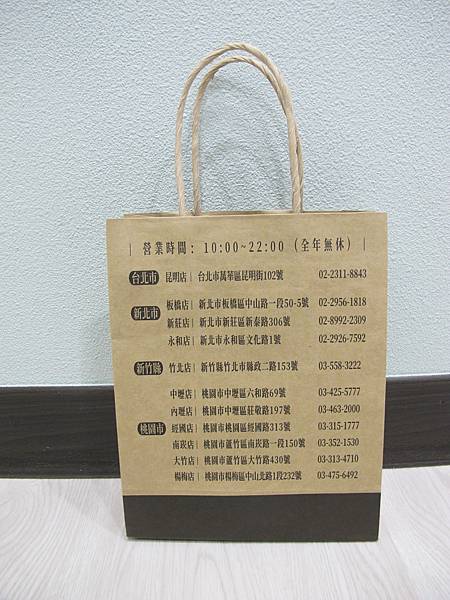 ｜ 營業時間： 10:00~22:00 （全年無休）｜
台北市 昆明店｜ 台北市萬華區昆明街102號 02-2311-8843
新北市 板橋店｜ 新北市板橋區中山路一段50-5號 02-2956-1818
新莊店｜ 新北市新莊區新泰路306號 02-8992-2309
永和店｜ 新北市永和區文化路1號 02-2926-7592
新竹縣 竹北店｜ 新竹縣竹北市縣政二路153號 03-558-3222
中壢店｜ 桃園市中壢區六和路69號 03-425-5777
內壢店｜ 桃園市中壢區莊敬路197號 03-463-2000
桃園市 經國店｜ 桃園市桃園區經國路313號 03-315-1777
南崁店｜ 桃園市蘆竹區南崁路一段150號 03-352-1530
大竹店｜ 桃園市蘆竹區大竹路430號 03-313-4710
楊梅店｜ 桃園市楊梅區中山北路1段232號 03-475-6492